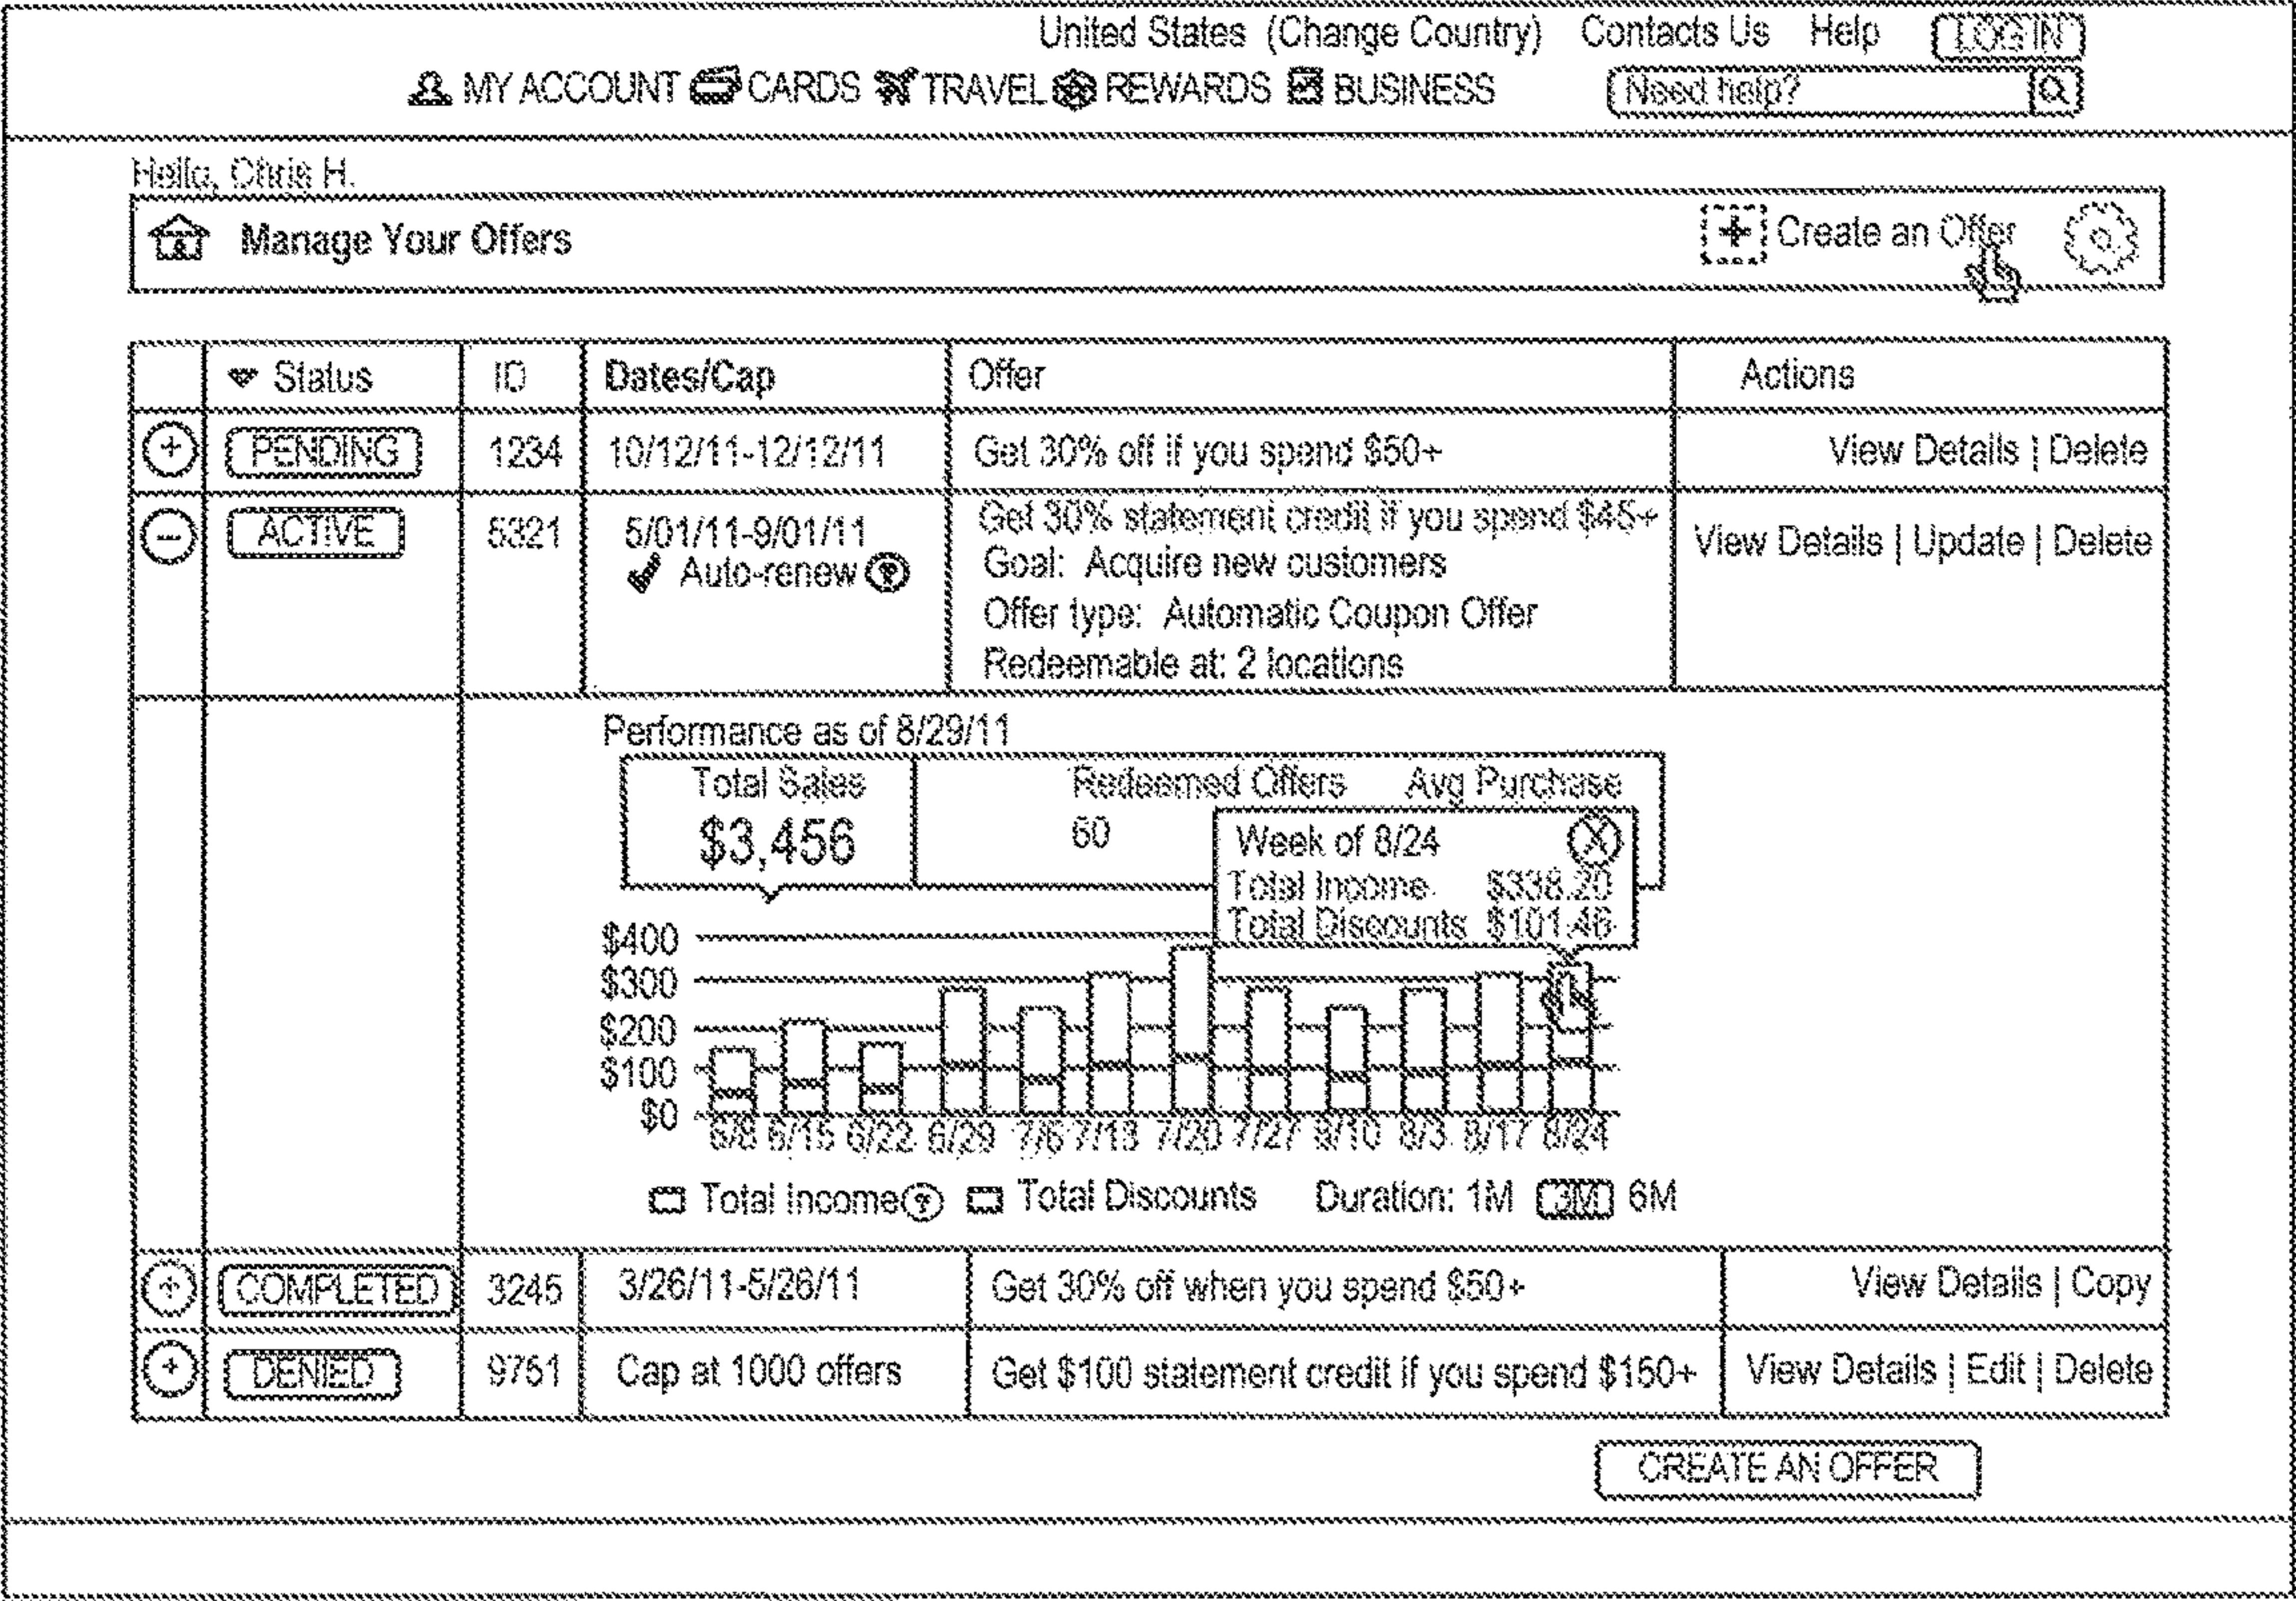 United States (Change Country) Contacts Us Help LOG IN
MY ACCOUNT CARDS TRAVEL REWARDS BUSINESS Need help?
Hello, Chris H.
Manage Your Offers + Create an Offer
Status ID Dates/Cap Offer Actions
+ PENDING 1234 10/12/11-12/12/11 Get 30% off if you spend $50+ View Details | Delete
ACTIVE 5321 5/01/11-9/01/11 Get 30% statement credit if you spend $45+ View Details | Update | Delete
Auto-renew ? Goal: Acquire new customers
Offer type: Automatic Coupon Offer
Redeemable at: 2 locations
Performance as of 8/29/11
Total Sales Redeemed Offers Avg Purchase
$3,456 60
Week of 8/24 X
Total Income $338.20
Total Discounts $101.46
$400
$300
$200
$100
$0
6/8 6/15 6/22 6/29 7/6 7/13 7/20 7/27 9/10 8/3 8/17 8/24
Total Income ? Total Discounts Duration: 1M 3M 6M
+ COMPLETED 3245 3/26/11-5/26/11 Get 30% off when you spend $50+ View Details | Copy
+ DENIED 9751 Cap at 1000 offers Get $100 statement credit if you spend $150+ View Details | Edit | Delete
CREATE AN OFFER